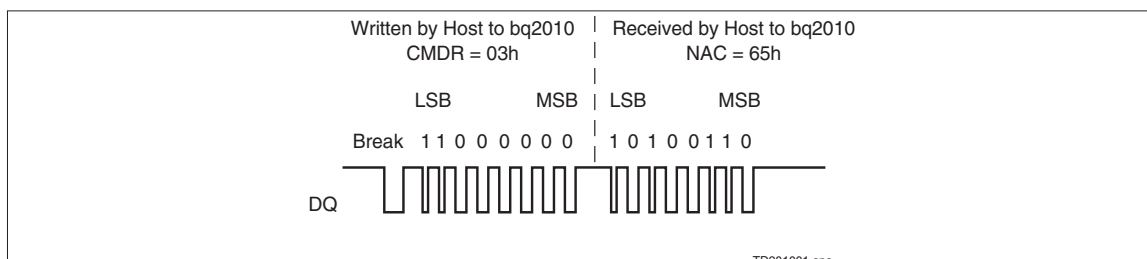 Written by Host to bq2010
CMDR = 03h
Received by Host to bq2010
NAC = 65h
LSB MSB LSB MSB
Break 1 1 0 0 0 0 0 0 1 0 1 0 0 1 1 0
DQ